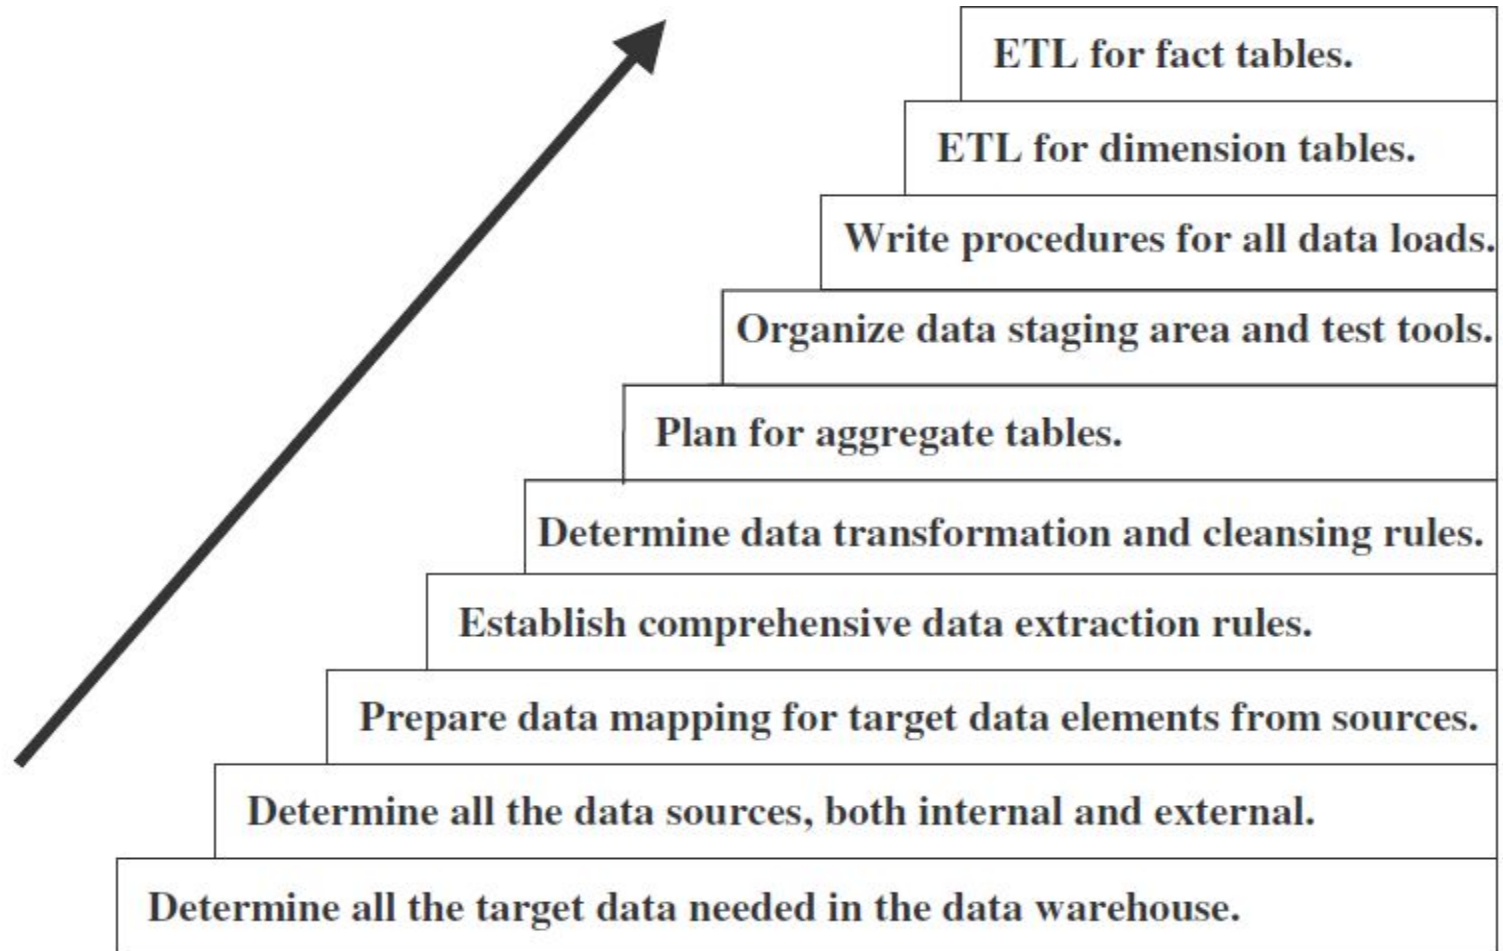 ETL for fact tables.
ETL for dimension tables.
Write procedures for all data loads.
Organize data staging area and test tools.
Plan for aggregate tables.
Determine data transformation and cleansing rules.
Establish comprehensive data extraction rules.
Prepare data mapping for target data elements from sources.
Determine all the data sources, both internal and external.
Determine all the target data needed in the data warehouse.